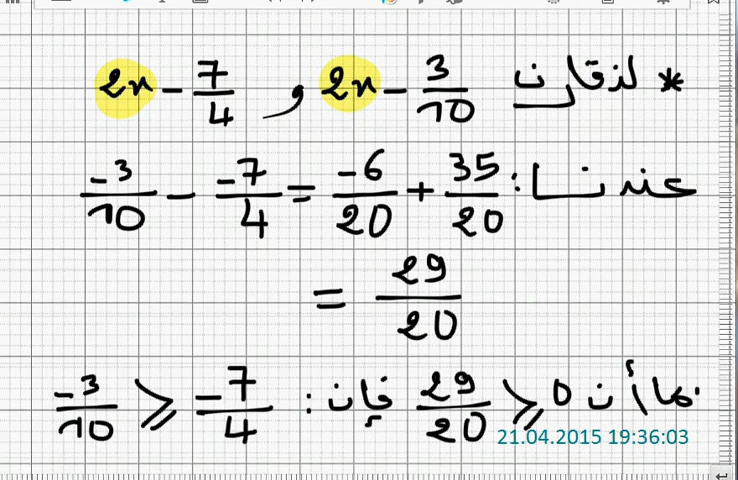 * لنقارن 2x - 3/10 و 2x - 7/4
عندنا: -3/10 - -7/4 = -6/20 + 35/20
= 29/20
بما أن 29/20 ⩾ 0 فإن: -3/10 ⩾ -7/4
21.04.2015 19:36:03